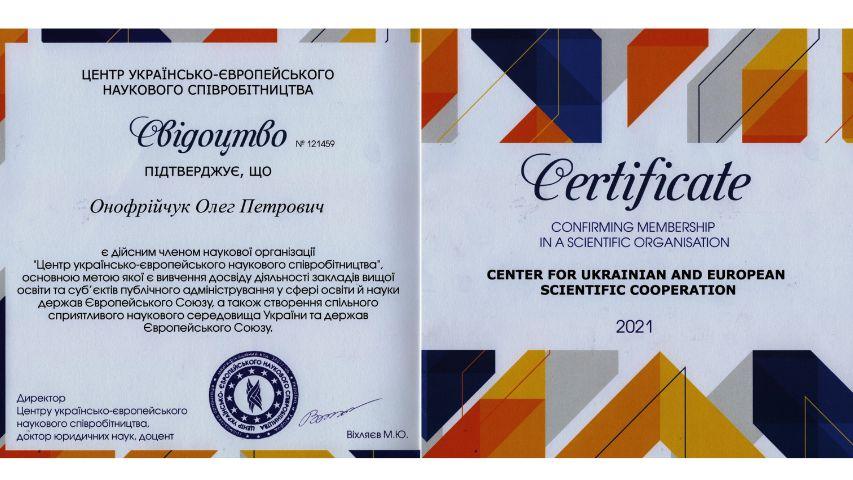 ЦЕНТР УКРАЇНСЬКО-ЄВРОПЕЙСЬКОГО
НАУКОВОГО СПІВРОБІТНИЦТВА
Свідоцтво № 121459
ПІДТВЕРДЖУЄ, ЩО
Онофрійчук Олег Петрович
є дійсним членом наукової організації
"Центр українсько-європейського наукового співробітництва",
основною метою якої є вивчення досвіду діяльності закладів вищої
освіти та суб’єктів публічного адміністрування у сфері освіти й науки
держав Європейського Союзу, а також створення спільного
сприятливого наукового середовища України та держав
Європейського Союзу.
Директор
Центру українсько-європейського
наукового співробітництва,
доктор юридичних наук, доцент
Віхляєв М.Ю.
Certificate
CONFIRMING MEMBERSHIP
IN A SCIENTIFIC ORGANISATION
CENTER FOR UKRAINIAN AND EUROPEAN
SCIENTIFIC COOPERATION
2021